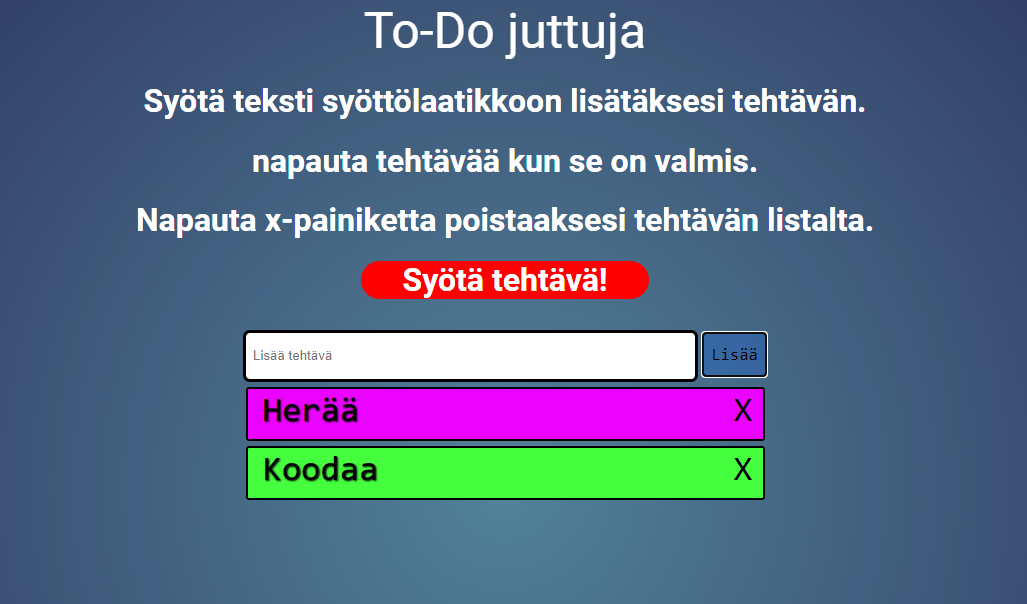 To-Do juttuja
Syötä teksti syöttölaatikkoon lisätäksesi tehtävän.
napauta tehtävää kun se on valmis.
Napauta x-painiketta poistaaksesi tehtävän listalta.
Syötä tehtävä!
Lisää tehtävä Lisää
Herää X
Koodaa X